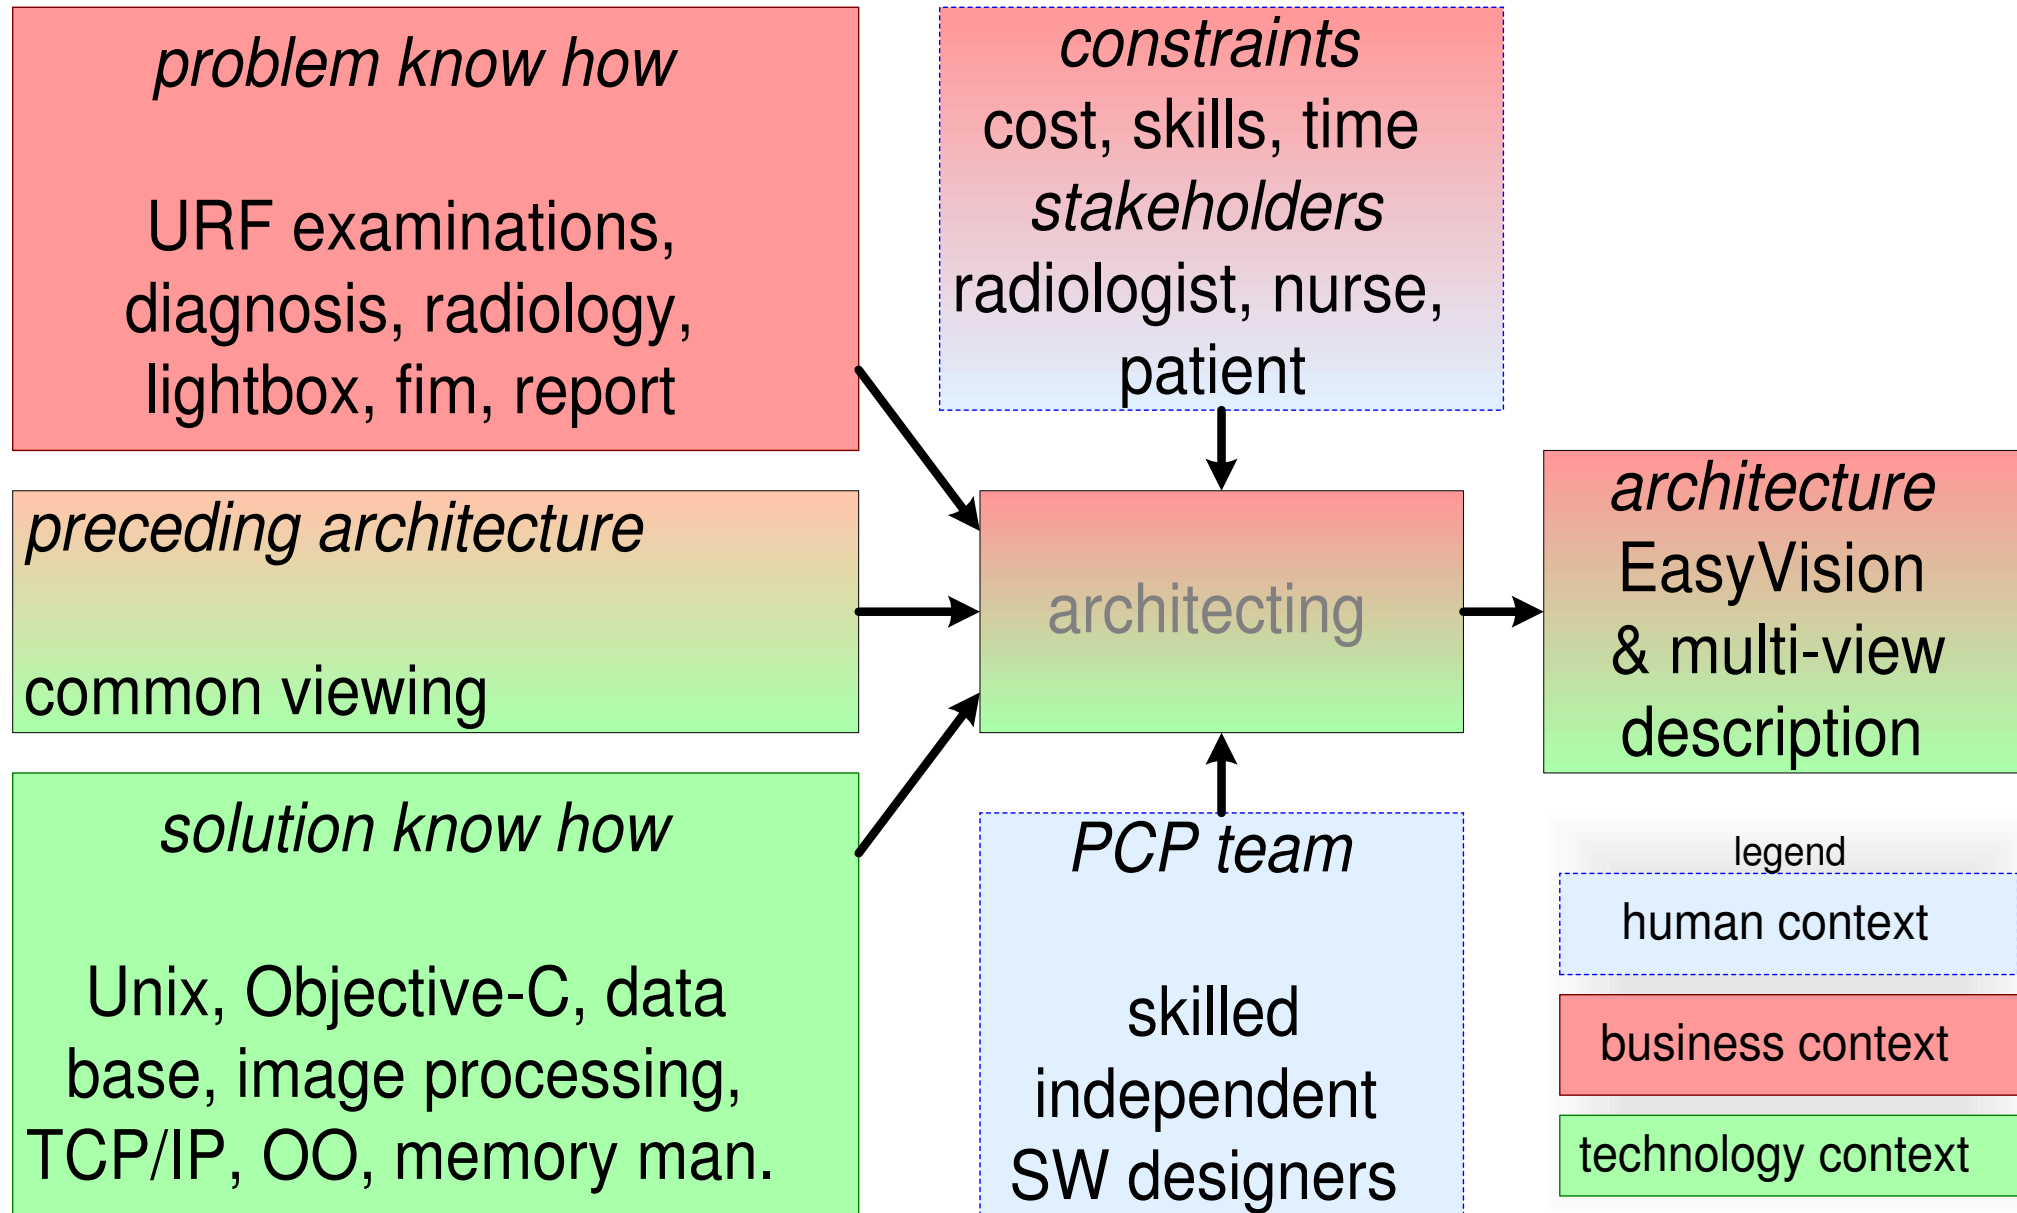 problem know how
URF examinations,
diagnosis, radiology,
lightbox, fim, report
constraints
cost, skills, time
stakeholders
radiologist, nurse,
patient
preceding architecture
common viewing
architecting
architecture
EasyVision
& multi-view
description
solution know how
Unix, Objective-C, data
base, image processing,
TCP/IP, OO, memory man.
PCP team
skilled
independent
SW designers
legend
human context
business context
technology context